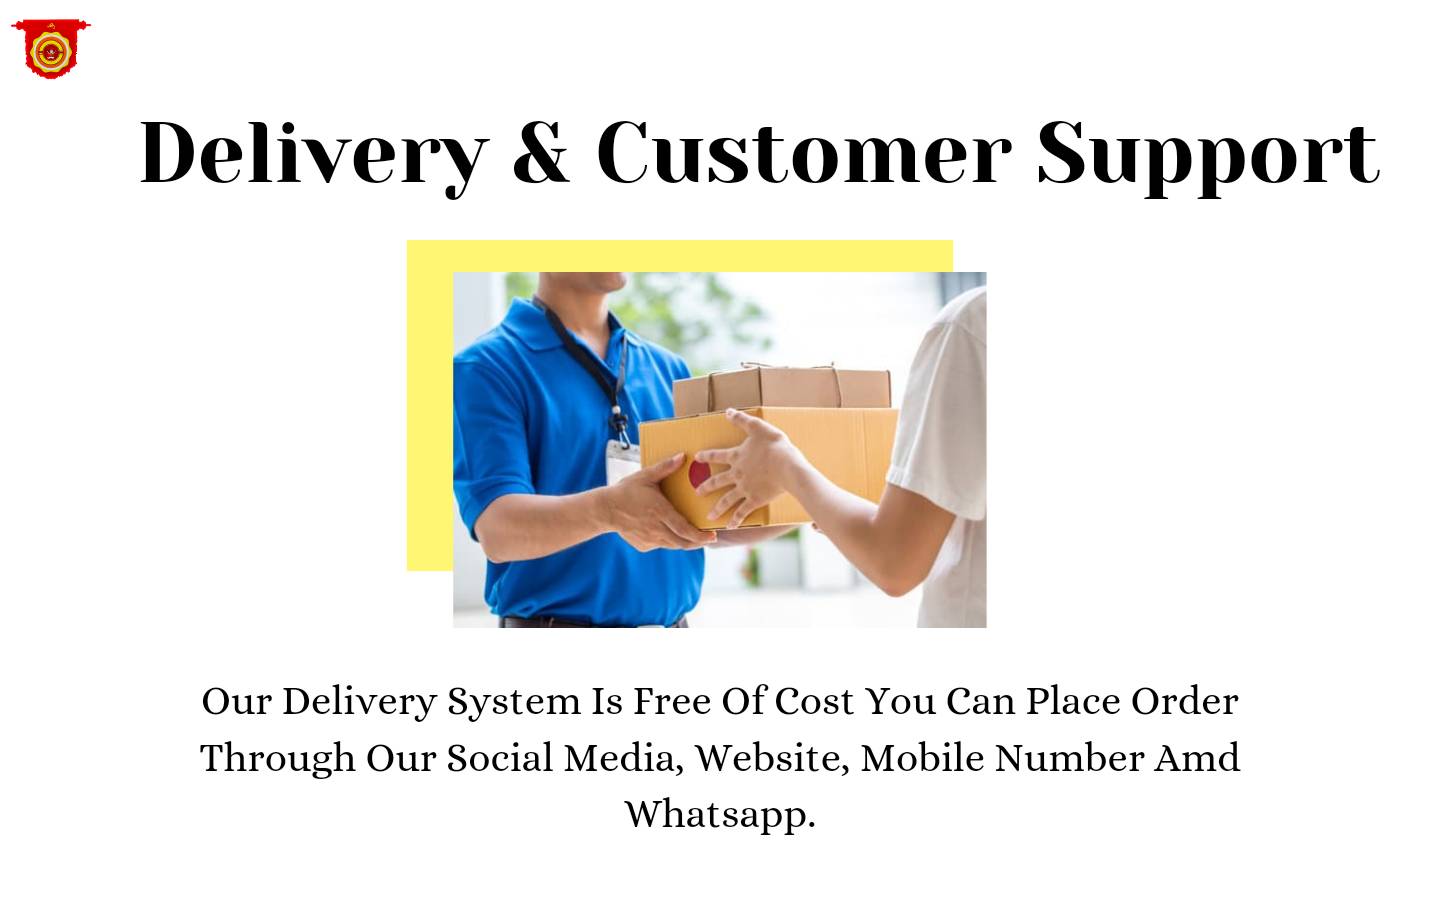 Delivery & Customer Support
Our Delivery System Is Free Of Cost You Can Place Order
Through Our Social Media, Website, Mobile Number Amd
Whatsapp.